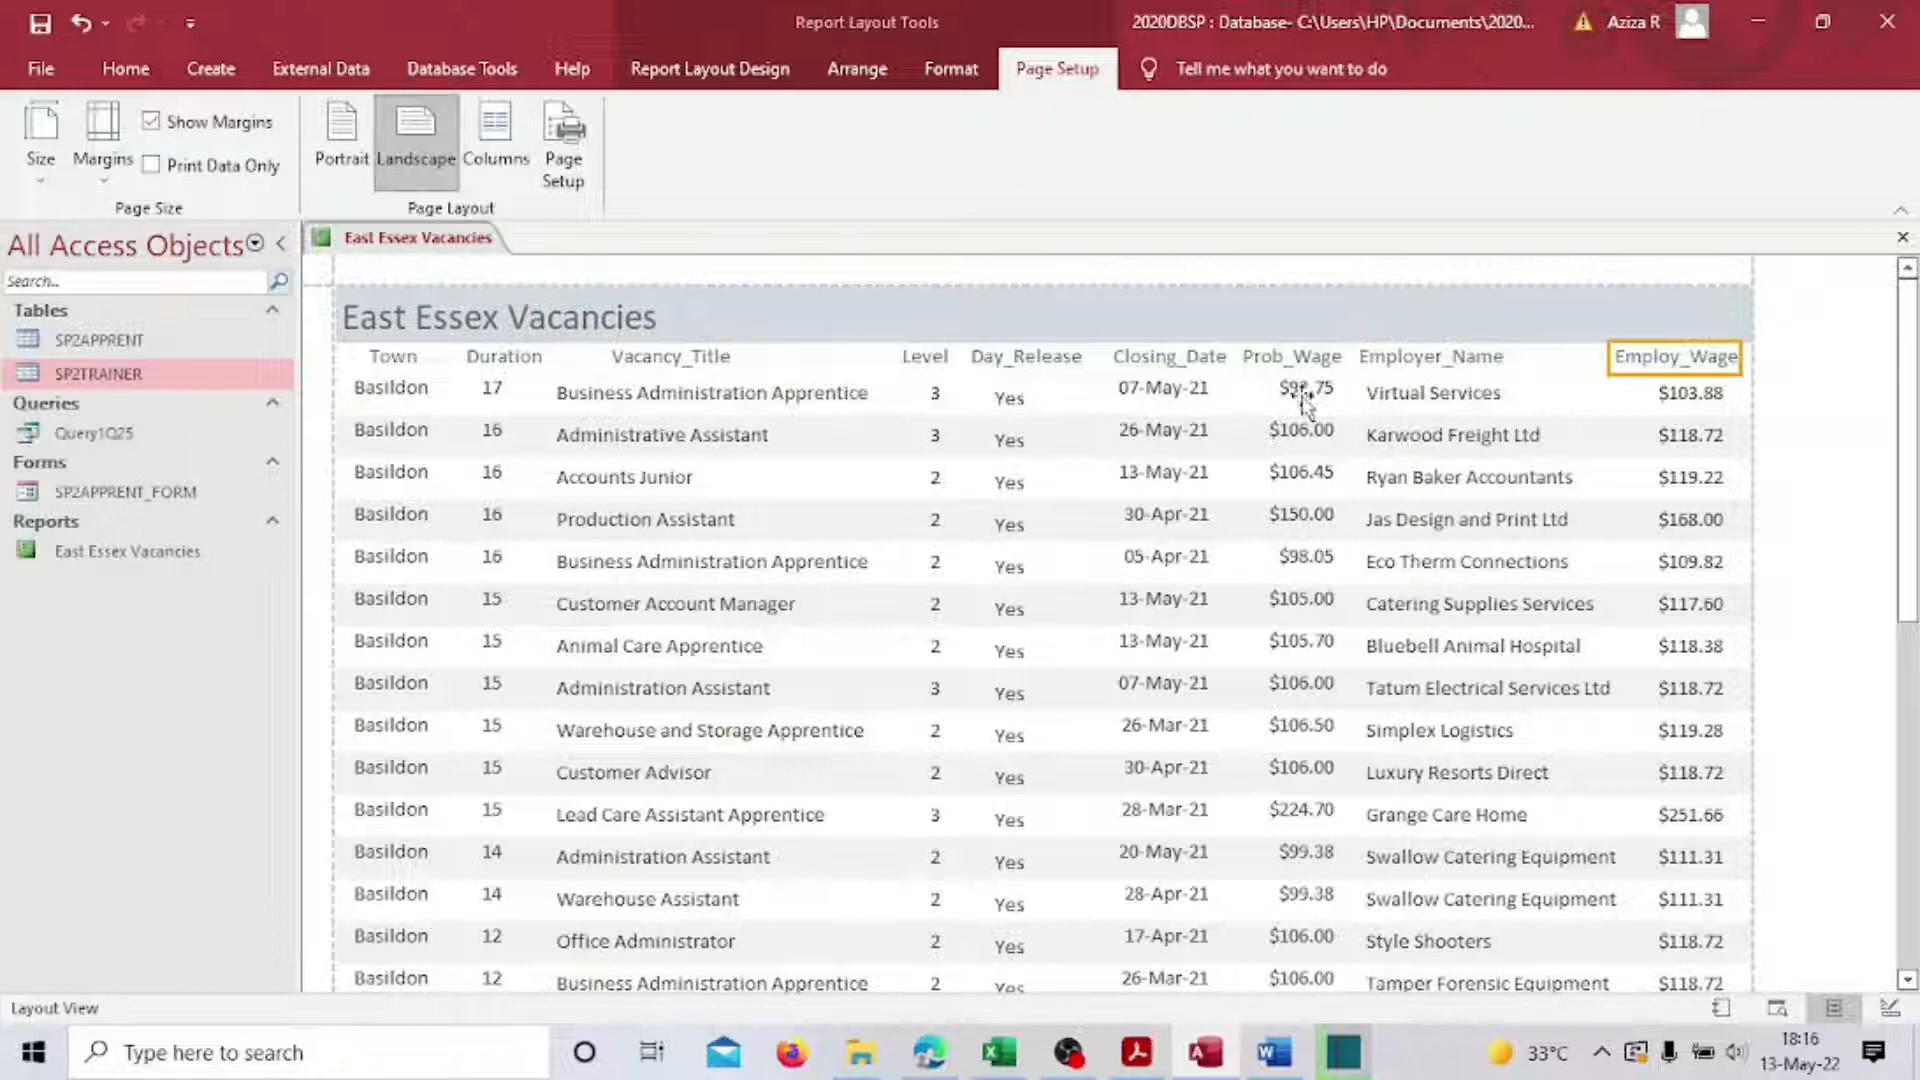 Report Layout Tools
2020DBSP : Database- C:\Users\HP\Documents\2020...
Aziza R
File Home Create External Data Database Tools Help Report Layout Design Arrange Format Page Setup Tell me what you want to do
Size
Margins
Show Margins
Print Data Only
Page Size
Portrait
Landscape
Columns
Page Setup
Page Layout
All Access Objects
Search...
Tables
SP2APPRENT
SP2TRAINER
Queries
Query1Q25
Forms
SP2APPRENT_FORM
Reports
East Essex Vacancies
East Essex Vacancies
East Essex Vacancies
Town Duration Vacancy_Title Level Day_Release Closing_Date Prob_Wage Employer_Name Employ_Wage
Basildon 17 Business Administration Apprentice 3 Yes 07-May-21 Virtual Services $103.88
Basildon 16 Administrative Assistant 3 Yes 26-May-21 $106.00 Karwood Freight Ltd $118.72
Basildon 16 Accounts Junior 2 Yes 13-May-21 $106.45 Ryan Baker Accountants $119.22
Basildon 16 Production Assistant 2 Yes 30-Apr-21 $150.00 Jas Design and Print Ltd $168.00
Basildon 16 Business Administration Apprentice 2 Yes 05-Apr-21 $98.05 Eco Therm Connections $109.82
Basildon 15 Customer Account Manager 2 Yes 13-May-21 $105.00 Catering Supplies Services $117.60
Basildon 15 Animal Care Apprentice 2 Yes 13-May-21 $105.70 Bluebell Animal Hospital $118.38
Basildon 15 Administration Assistant 3 Yes 07-May-21 $106.00 Tatum Electrical Services Ltd $118.72
Basildon 15 Warehouse and Storage Apprentice 2 Yes 26-Mar-21 $106.50 Simplex Logistics $119.28
Basildon 15 Customer Advisor 2 Yes 30-Apr-21 $106.00 Luxury Resorts Direct $118.72
Basildon 15 Lead Care Assistant Apprentice 3 Yes 28-Mar-21 $224.70 Grange Care Home $251.66
Basildon 14 Administration Assistant 2 Yes 20-May-21 $99.38 Swallow Catering Equipment $111.31
Basildon 14 Warehouse Assistant 2 Yes 28-Apr-21 $99.38 Swallow Catering Equipment $111.31
Basildon 12 Office Administrator 2 Yes 17-Apr-21 $106.00 Style Shooters $118.72
Basildon 12 Business Administration Apprentice 2 Yes 26-Mar-21 $106.00 Tamper Forensic Equipment $118.72
Layout View
Type here to search
33°C
18:16
13-May-22